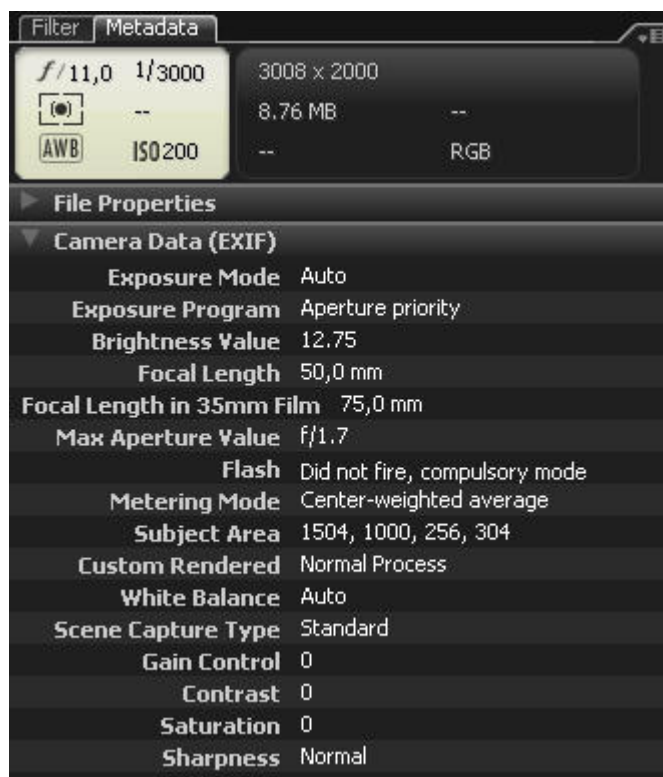 Filter Metadata
f/11,0 1/3000 3008 x 2000
-- 8.76 MB --
AWB ISO200 -- RGB
File Properties
Camera Data (EXIF)
Exposure Mode Auto
Exposure Program Aperture priority
Brightness Value 12.75
Focal Length 50,0 mm
Focal Length in 35mm Film 75,0 mm
Max Aperture Value f/1.7
Flash Did not fire, compulsory mode
Metering Mode Center-weighted average
Subject Area 1504, 1000, 256, 304
Custom Rendered Normal Process
White Balance Auto
Scene Capture Type Standard
Gain Control 0
Contrast 0
Saturation 0
Sharpness Normal